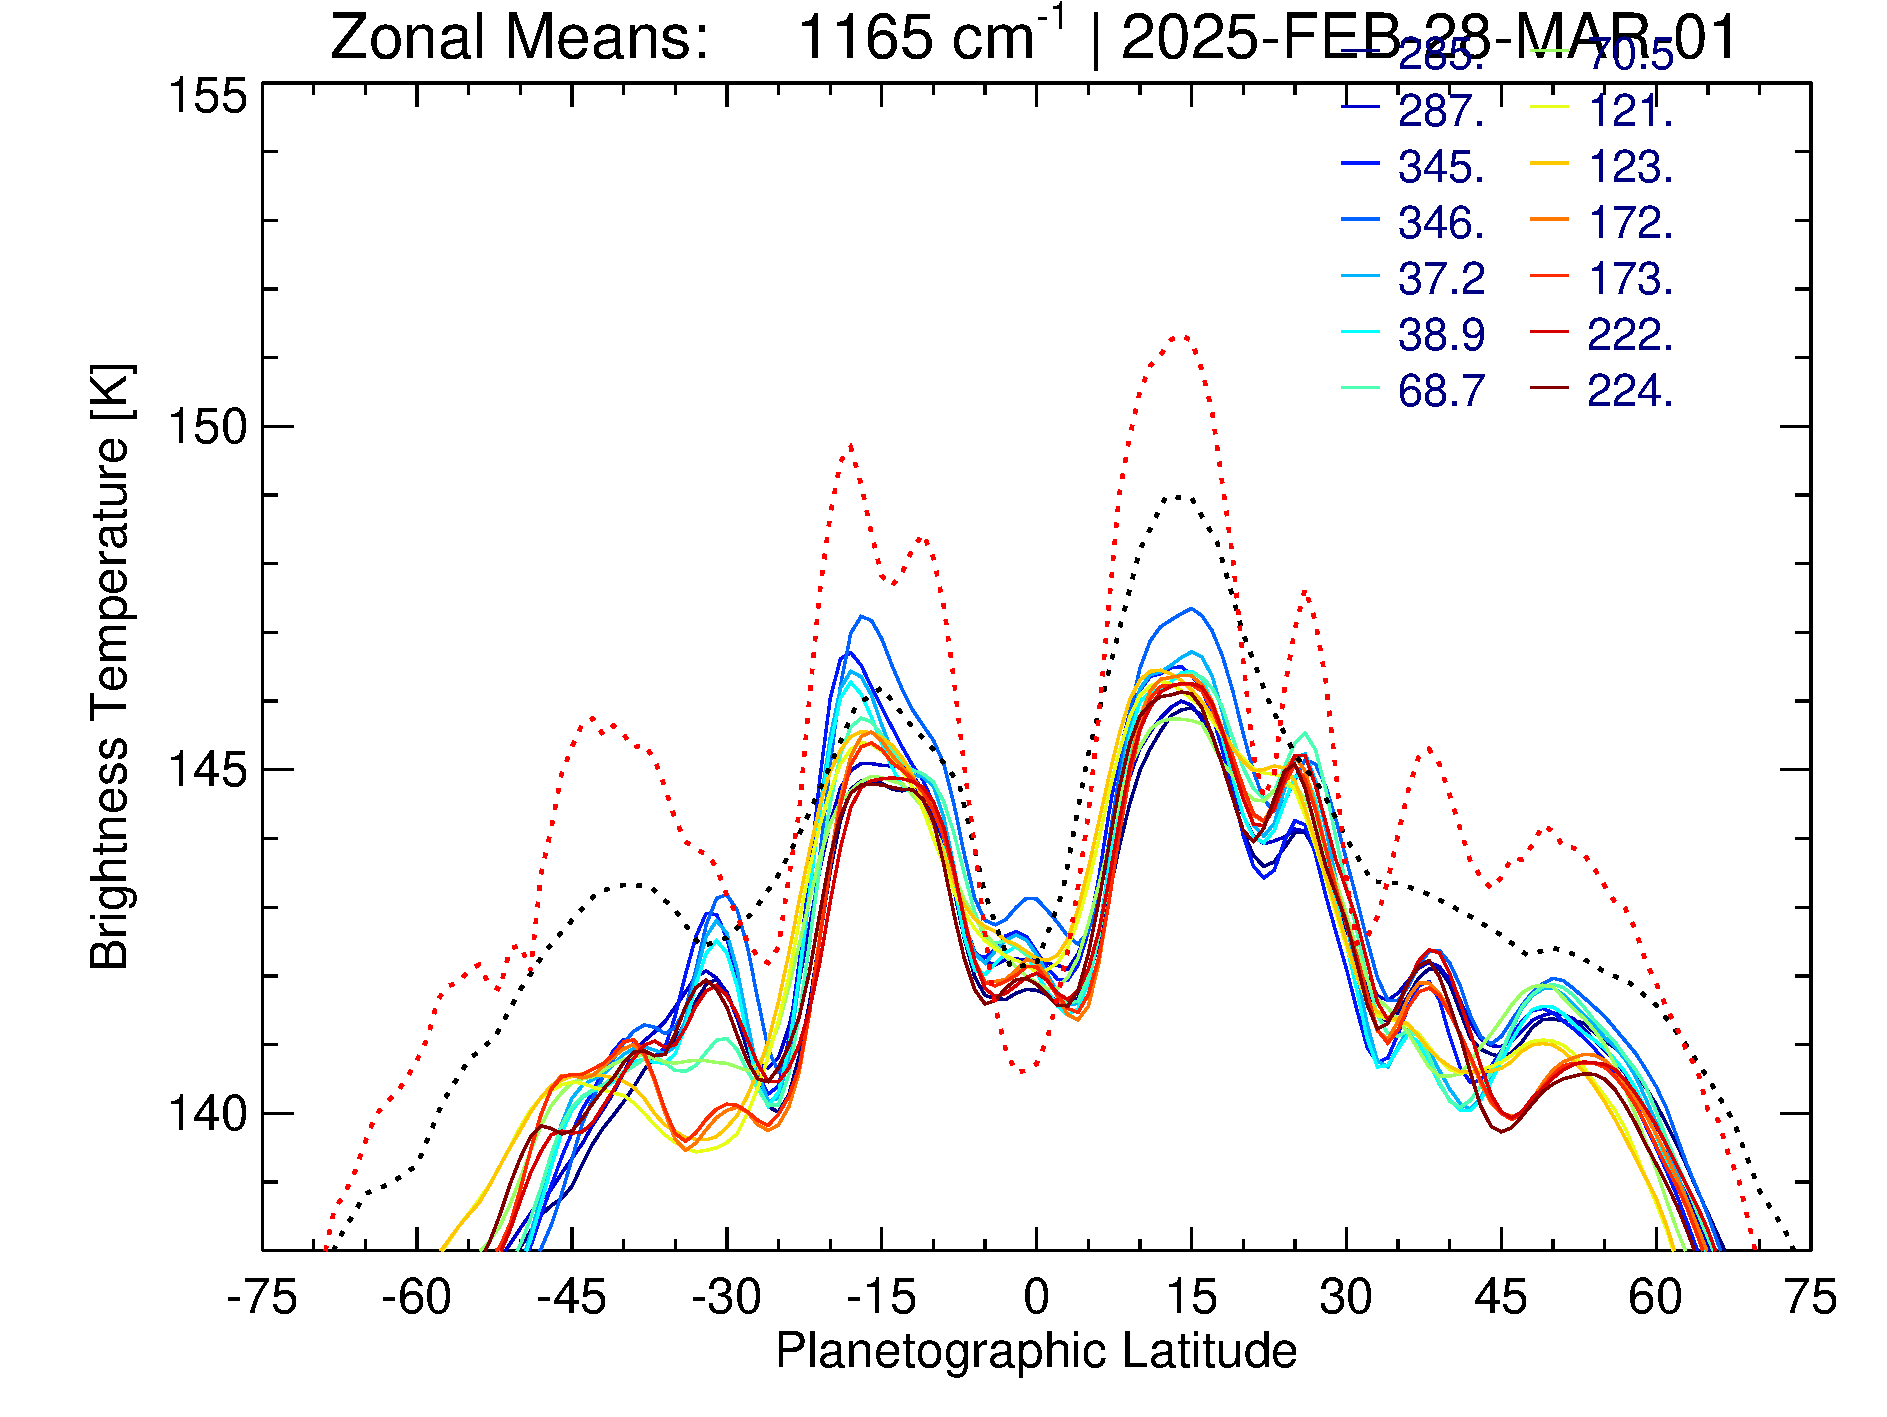 Zonal Means: 1165 cm-1 | 2025-FEB-28-MAR-01
285. 70.5
287. 121.
345. 123.
346. 172.
37.2 173.
38.9 222.
68.7 224.
155
150
145
140
Brightness Temperature [K]
-75 -60 -45 -30 -15 0 15 30 45 60 75
Planetographic Latitude